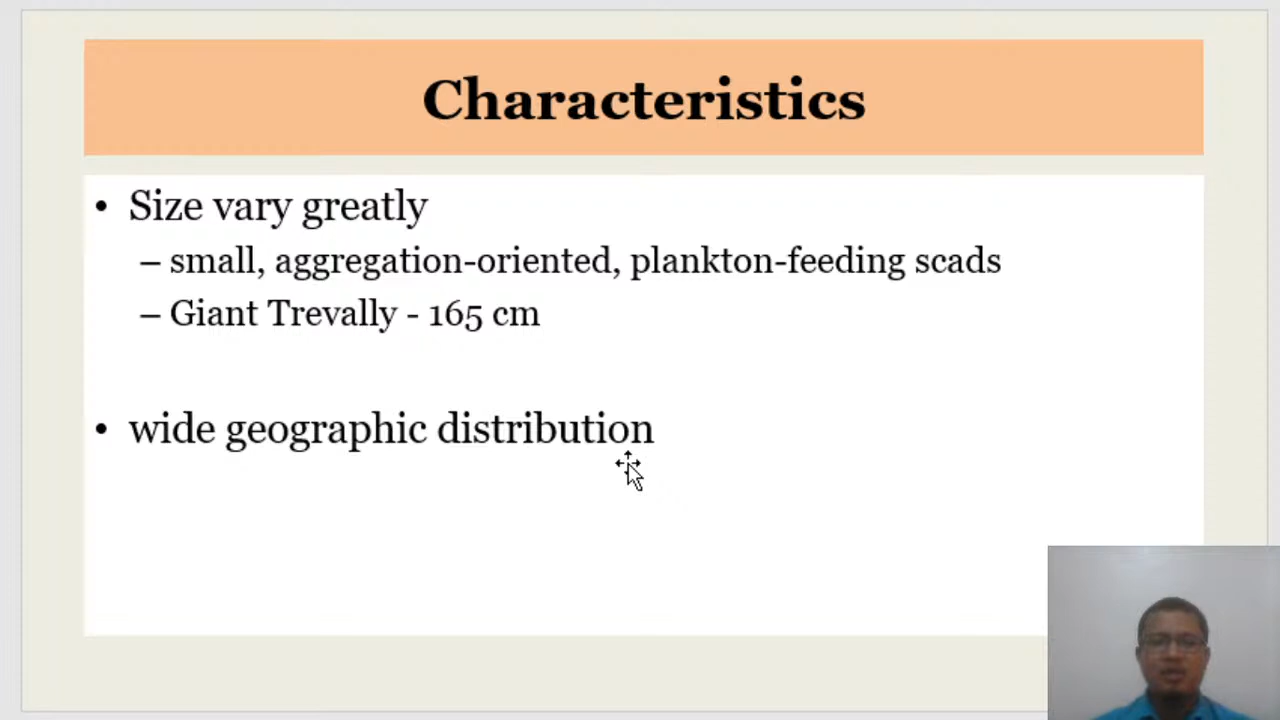 Characteristics
• Size vary greatly
– small, aggregation-oriented, plankton-feeding scads
– Giant Trevally - 165 cm
• wide geographic distribution